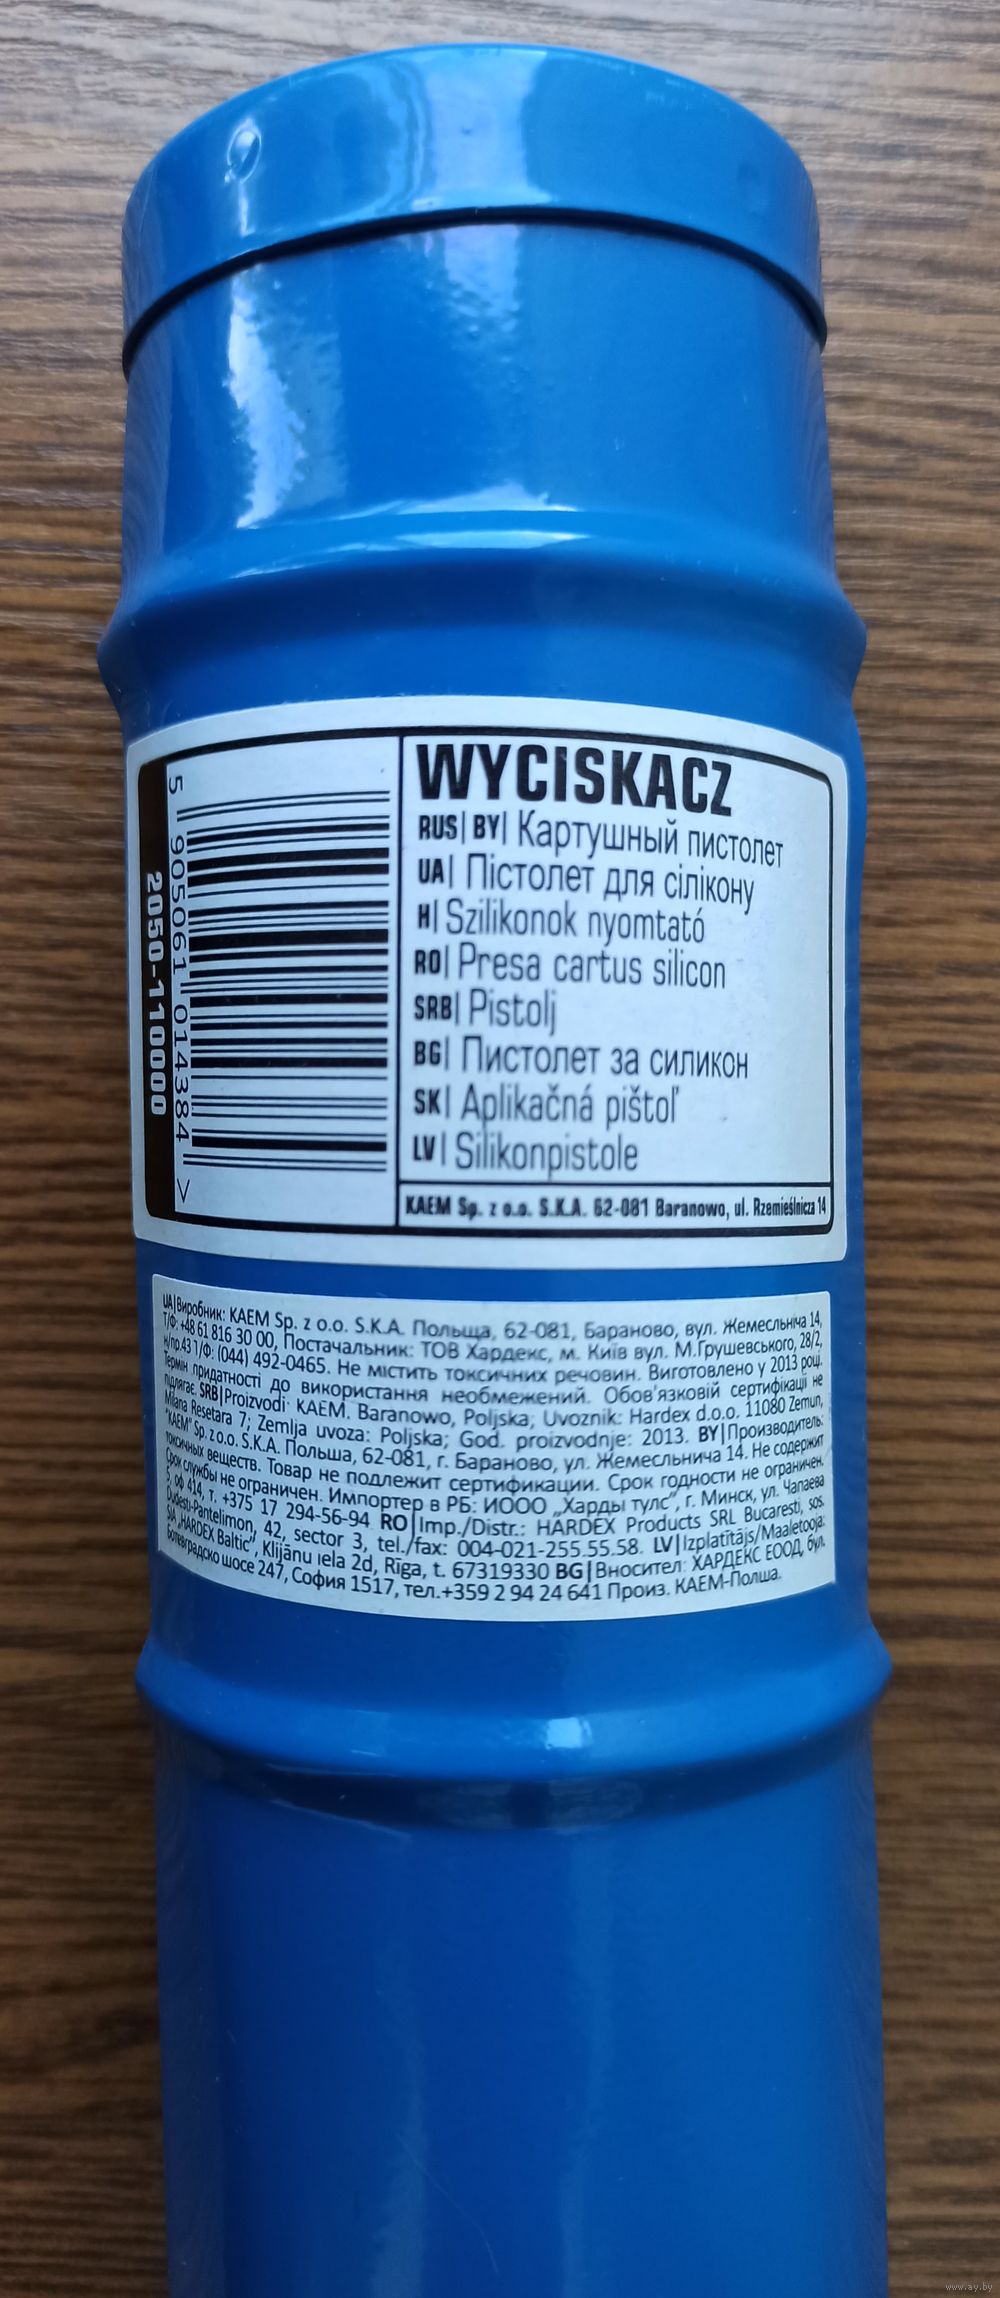 WYCISKACZ
RUS| BY| Картушный пистолет
UA| Пістолет для сілікону
H| Szilikonok nyomtató
RO| Presa cartus silicon
SRB| Pistolj
BG| Пистолет за силикон
SK| Aplikačná pištoľ
LV| Silikonpistole
KAEM Sp. z o.o. S.K.A. 62-081 Baranowo, ul. Rzemieślnicza 14
5 905061 014384 >
2050-110000
UA|Виробник: KAEM Sp. z o.o. S.K.A. Польща, 62-081, Бараново, вул. Жемесльніча 14,
Т/Ф: +48 61 816 30 00, Постачальник: ТОВ Хардекс, м. Київ вул. М.Грушевського, 28/2,
н/пр.43 Т/Ф: (044) 492-0465. Не містить токсичних речовин. Виготовлено у 2013 році.
Термін придатності до використання необмежений. Обов'язковій сертифікації не
підлягає. SRB|Proizvodi: KAEM. Baranowo, Poljska; Uvoznik: Hardex d.o.o. 11080 Zemun,
Milana Resetara 7; Zemlja uvoza: Poljska; God. proizvodnje: 2013. BY|Производитель:
"KAEM" Sp. z o.o. S.K.A. Польша, 62-081, г. Бараново, ул. Жемесльнича 14. Не содержит
токсичных веществ. Товар не подлежит сертификации. Срок годности не ограничен.
Срок службы не ограничен. Импортер в РБ: ИООО „Харды тулс", г. Минск, ул. Чапаева
5, оф 414, т. +375 17 294-56-94 RO|Imp./Distr.: HARDEX Products SRL Bucaresti, sos.
Dudesti-Pantelimon, 42, sector 3, tel./fax: 004-021-255.55.58. LV|Izplatītājs/Maaletooja:
SIA „HARDEX Baltic", Klijānu iela 2d, Rīga, t. 67319330 BG|Вносител: ХАРДЕКС ЕООД, бул.
Ботевградско шосе 247, София 1517, тел.+359 2 94 24 641 Произ. КАЕМ-Полша.
www.ay.by